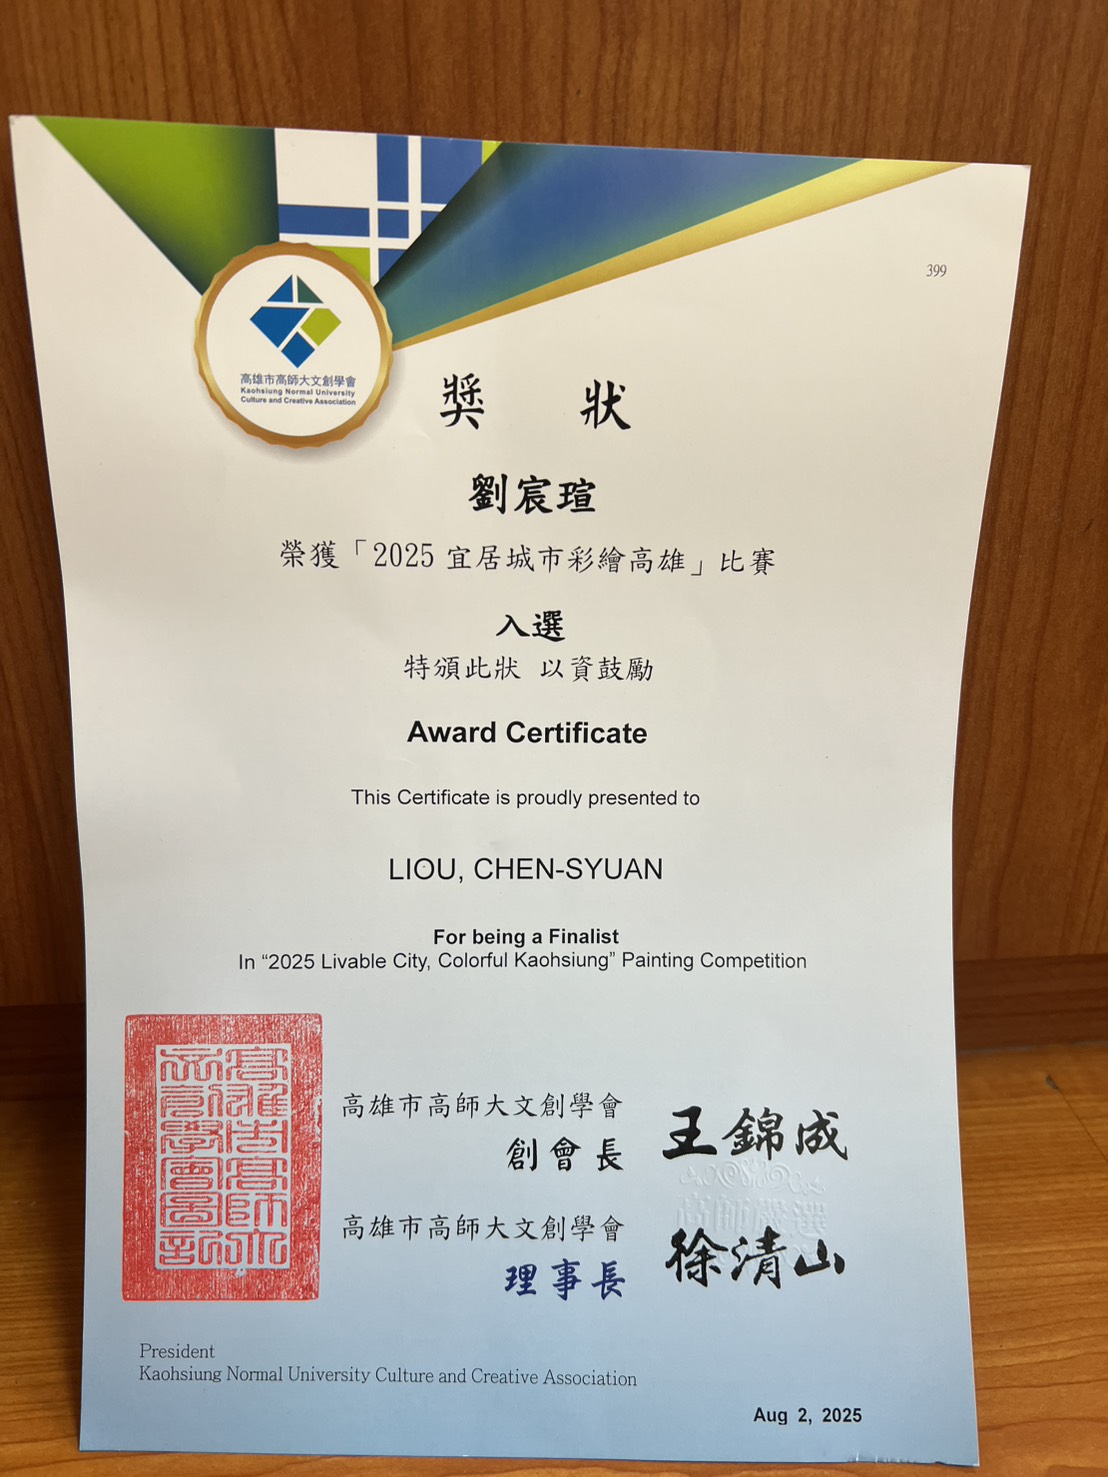 399
高雄市高師大文創學會
Kaohsiung Normal University
Culture and Creative Association
獎 狀
劉宸瑄
榮獲「2025 宜居城市彩繪高雄」比賽
入選
特頒此狀 以資鼓勵
Award Certificate
This Certificate is proudly presented to
LIOU, CHEN-SYUAN
For being a Finalist
In “2025 Livable City, Colorful Kaohsiung” Painting Competition
高雄市高師大文創學會
創會長 王錦成
高師嚴選
高雄市高師大文創學會
理事長 徐清山
President
Kaohsiung Normal University Culture and Creative Association
Aug 2, 2025